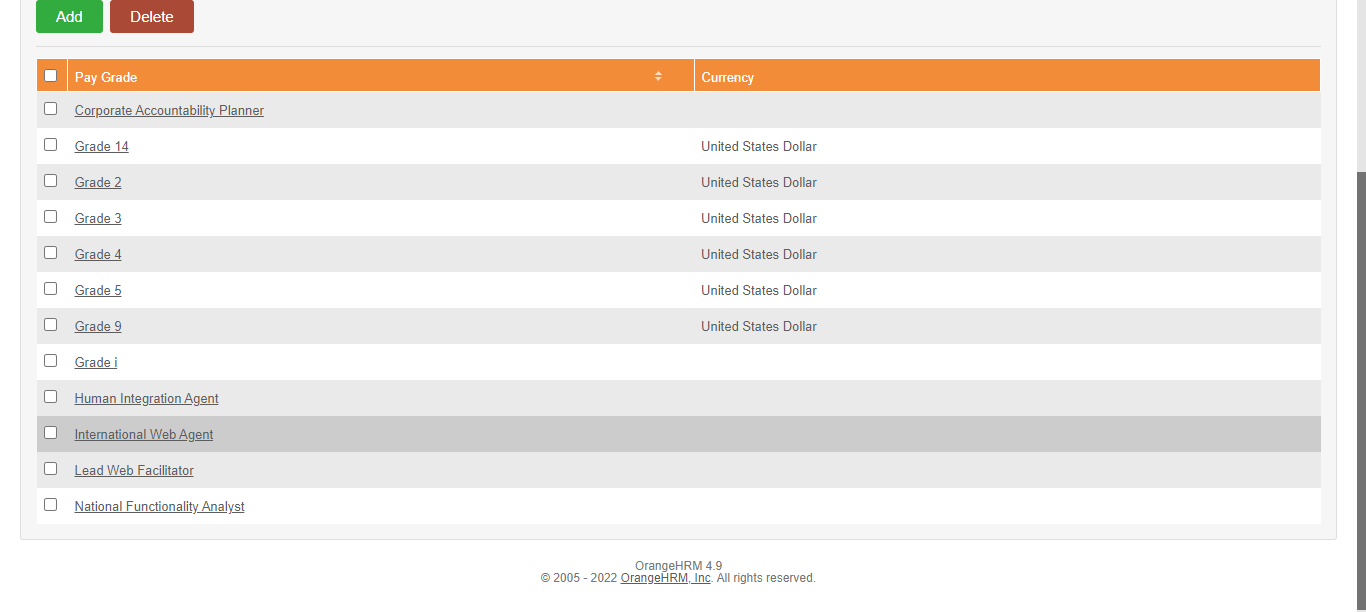 Add Delete
Pay Grade Currency
Corporate Accountability Planner
Grade 14 United States Dollar
Grade 2 United States Dollar
Grade 3 United States Dollar
Grade 4 United States Dollar
Grade 5 United States Dollar
Grade 9 United States Dollar
Grade i
Human Integration Agent
International Web Agent
Lead Web Facilitator
National Functionality Analyst
OrangeHRM 4.9
© 2005 - 2022 OrangeHRM, Inc. All rights reserved.